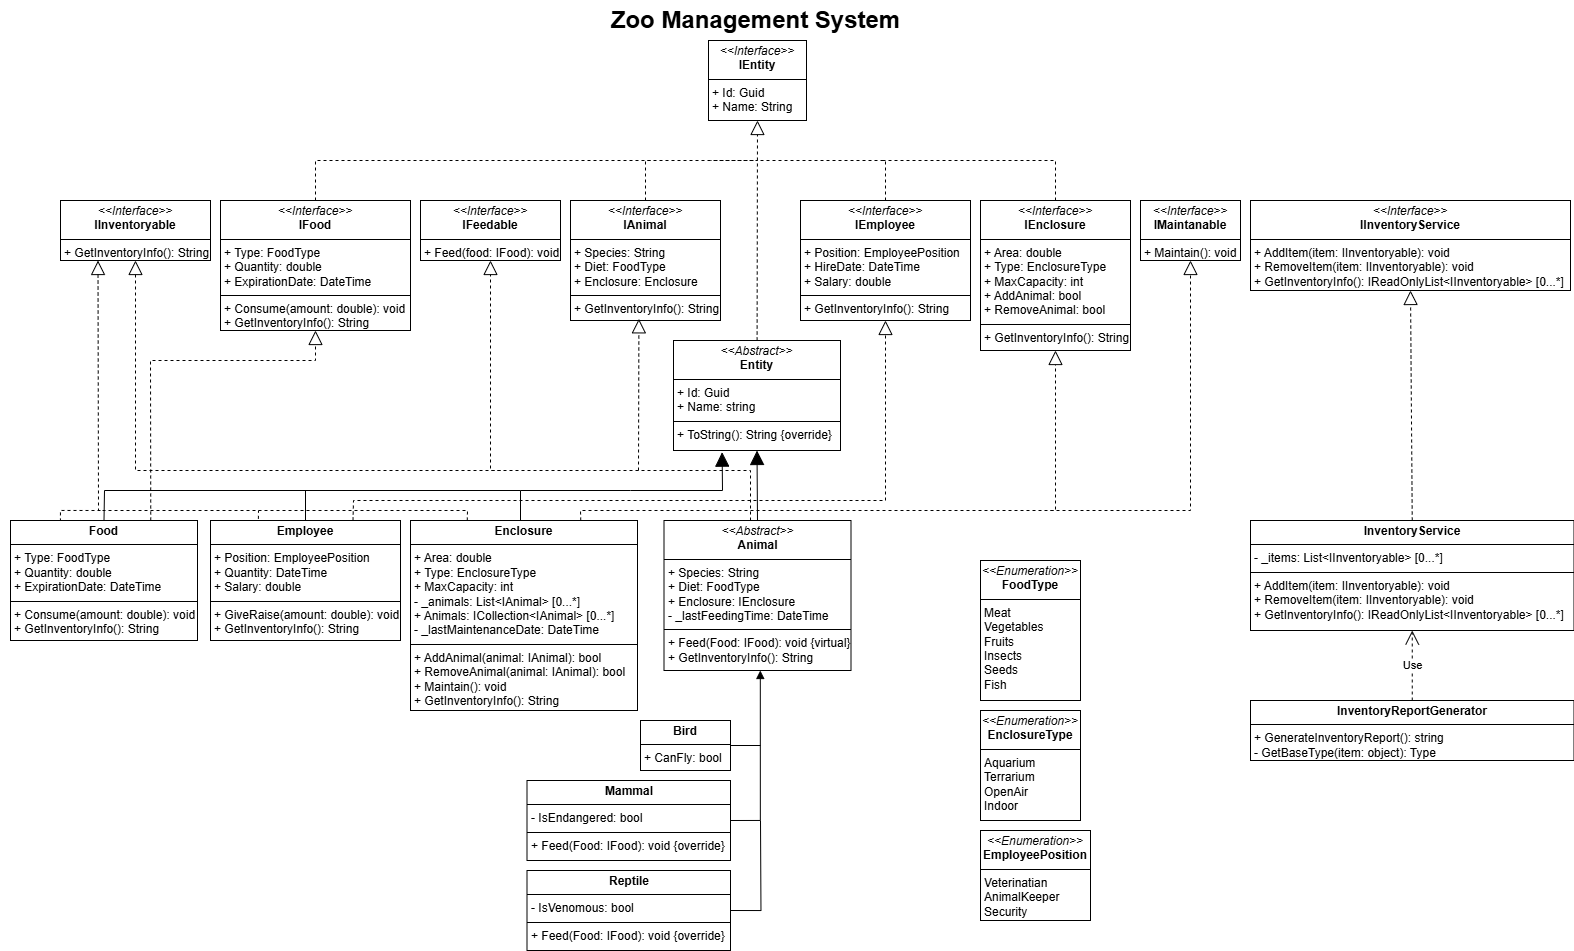 Zoo Management System
<<Interface>>
IEntity
+ Id: Guid
+ Name: String
<<Interface>>
IInventoryable
+ GetInventoryInfo(): String
<<Interface>>
IFood
+ Type: FoodType
+ Quantity: double
+ ExpirationDate: DateTime
+ Consume(amount: double): void
+ GetInventoryInfo(): String
<<Interface>>
IFeedable
+ Feed(food: IFood): void
<<Interface>>
IAnimal
+ Species: String
+ Diet: FoodType
+ Enclosure: Enclosure
+ GetInventoryInfo(): String
<<Interface>>
IEmployee
+ Position: EmployeePosition
+ HireDate: DateTime
+ Salary: double
+ GetInventoryInfo(): String
<<Interface>>
IEnclosure
+ Area: double
+ Type: EnclosureType
+ MaxCapacity: int
+ AddAnimal: bool
+ RemoveAnimal: bool
+ GetInventoryInfo(): String
<<Interface>>
IMaintanable
+ Maintain(): void
<<Interface>>
IInventoryService
+ AddItem(item: IInventoryable): void
+ RemoveItem(item: IInventoryable): void
+ GetInventoryInfo(): IReadOnlyList<IInventoryable> [0...*]
<<Abstract>>
Entity
+ Id: Guid
+ Name: string
+ ToString(): String {override}
Food
+ Type: FoodType
+ Quantity: double
+ ExpirationDate: DateTime
+ Consume(amount: double): void
+ GetInventoryInfo(): String
Employee
+ Position: EmployeePosition
+ Quantity: DateTime
+ Salary: double
+ GiveRaise(amount: double): void
+ GetInventoryInfo(): String
Enclosure
+ Area: double
+ Type: EnclosureType
+ MaxCapacity: int
- _animals: List<IAnimal> [0...*]
+ Animals: ICollection<IAnimal> [0...*]
- _lastMaintenanceDate: DateTime
+ AddAnimal(animal: IAnimal): bool
+ RemoveAnimal(animal: IAnimal): bool
+ Maintain(): void
+ GetInventoryInfo(): String
<<Abstract>>
Animal
+ Species: String
+ Diet: FoodType
+ Enclosure: IEnclosure
- _lastFeedingTime: DateTime
+ Feed(Food: IFood): void {virtual}
+ GetInventoryInfo(): String
Bird
+ CanFly: bool
Mammal
- IsEndangered: bool
+ Feed(Food: IFood): void {override}
Reptile
- IsVenomous: bool
+ Feed(Food: IFood): void {override}
<<Enumeration>>
FoodType
Meat
Vegetables
Fruits
Insects
Seeds
Fish
<<Enumeration>>
EnclosureType
Aquarium
Terrarium
OpenAir
Indoor
<<Enumeration>>
EmployeePosition
Veterinatian
AnimalKeeper
Security
InventoryService
- _items: List<IInventoryable> [0...*]
+ AddItem(item: IInventoryable): void
+ RemoveItem(item: IInventoryable): void
+ GetInventoryInfo(): IReadOnlyList<IInventoryable> [0...*]
Use
InventoryReportGenerator
+ GenerateInventoryReport(): string
- GetBaseType(item: object): Type